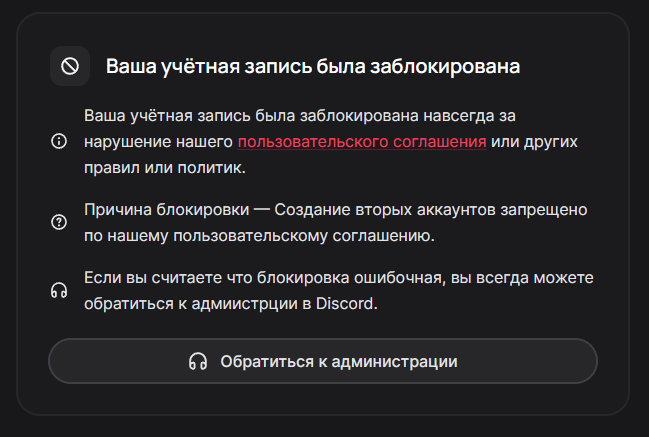 Ваша учётная запись была заблокирована
Ваша учётная запись была заблокирована навсегда за
нарушение нашего пользовательского соглашения или других
правил или политик.
Причина блокировки — Создание вторых аккаунтов запрещено
по нашему пользовательскому соглашению.
Если вы считаете что блокировка ошибочная, вы всегда можете
обратиться к адмиистрции в Discord.
Обратиться к администрации